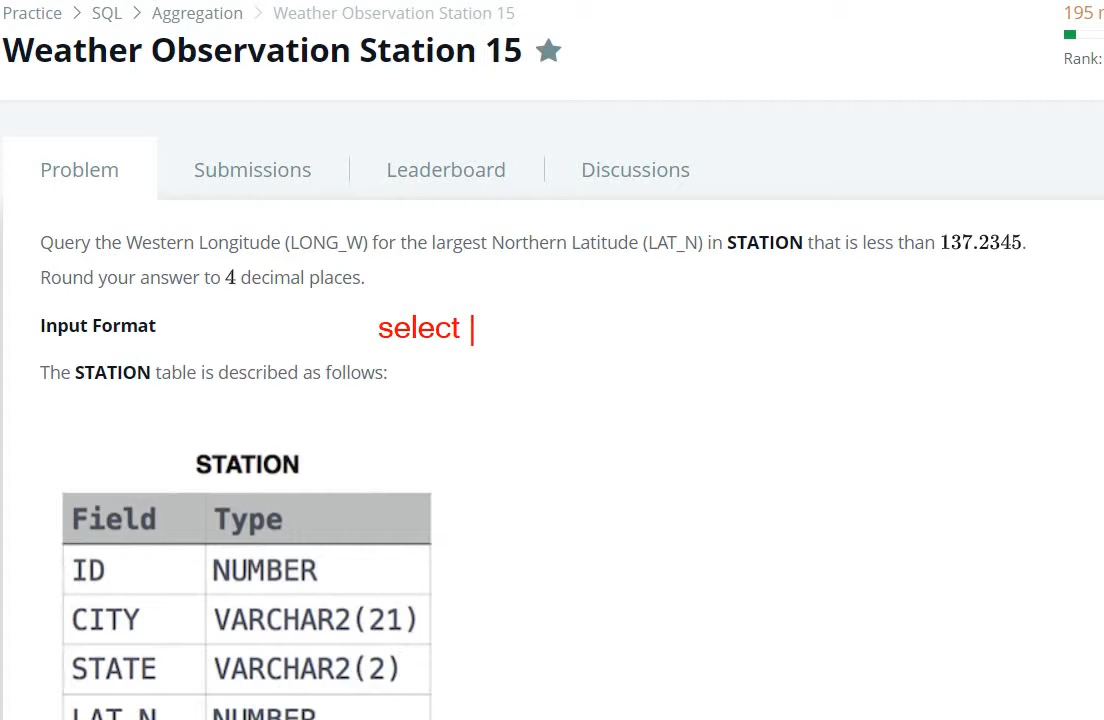 Practice > SQL > Aggregation > Weather Observation Station 15
195
Weather Observation Station 15
Rank:
Problem
Submissions
Leaderboard
Discussions
Query the Western Longitude (LONG_W) for the largest Northern Latitude (LAT_N) in STATION that is less than 137.2345.
Round your answer to 4 decimal places.
Input Format
select |
The STATION table is described as follows:
STATION
Field Type
ID NUMBER
CITY VARCHAR2(21)
STATE VARCHAR2(2)
LAT_N NUMBER